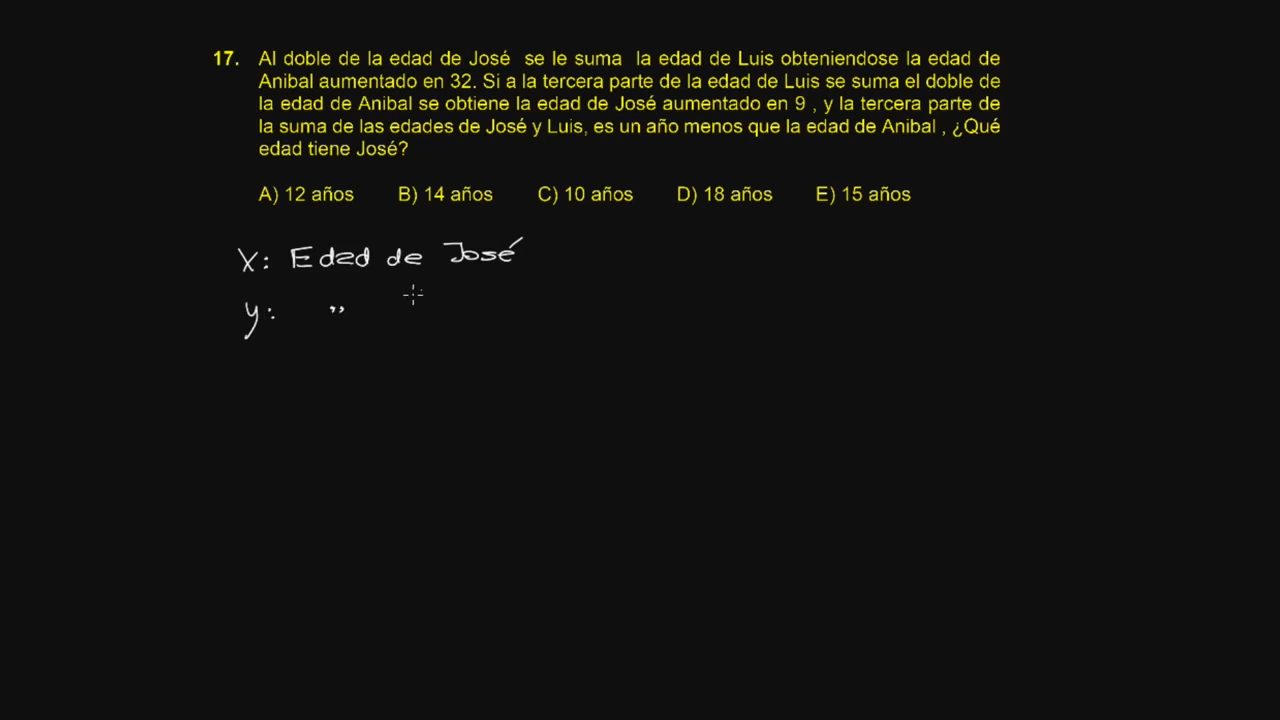 17. Al doble de la edad de José se le suma la edad de Luis obteniendose la edad de
Anibal aumentado en 32. Si a la tercera parte de la edad de Luis se suma el doble de
la edad de Anibal se obtiene la edad de José aumentado en 9 , y la tercera parte de
la suma de las edades de José y Luis, es un año menos que la edad de Anibal , ¿Qué
edad tiene José?
A) 12 años B) 14 años C) 10 años D) 18 años E) 15 años
X: Edad de José
y: "